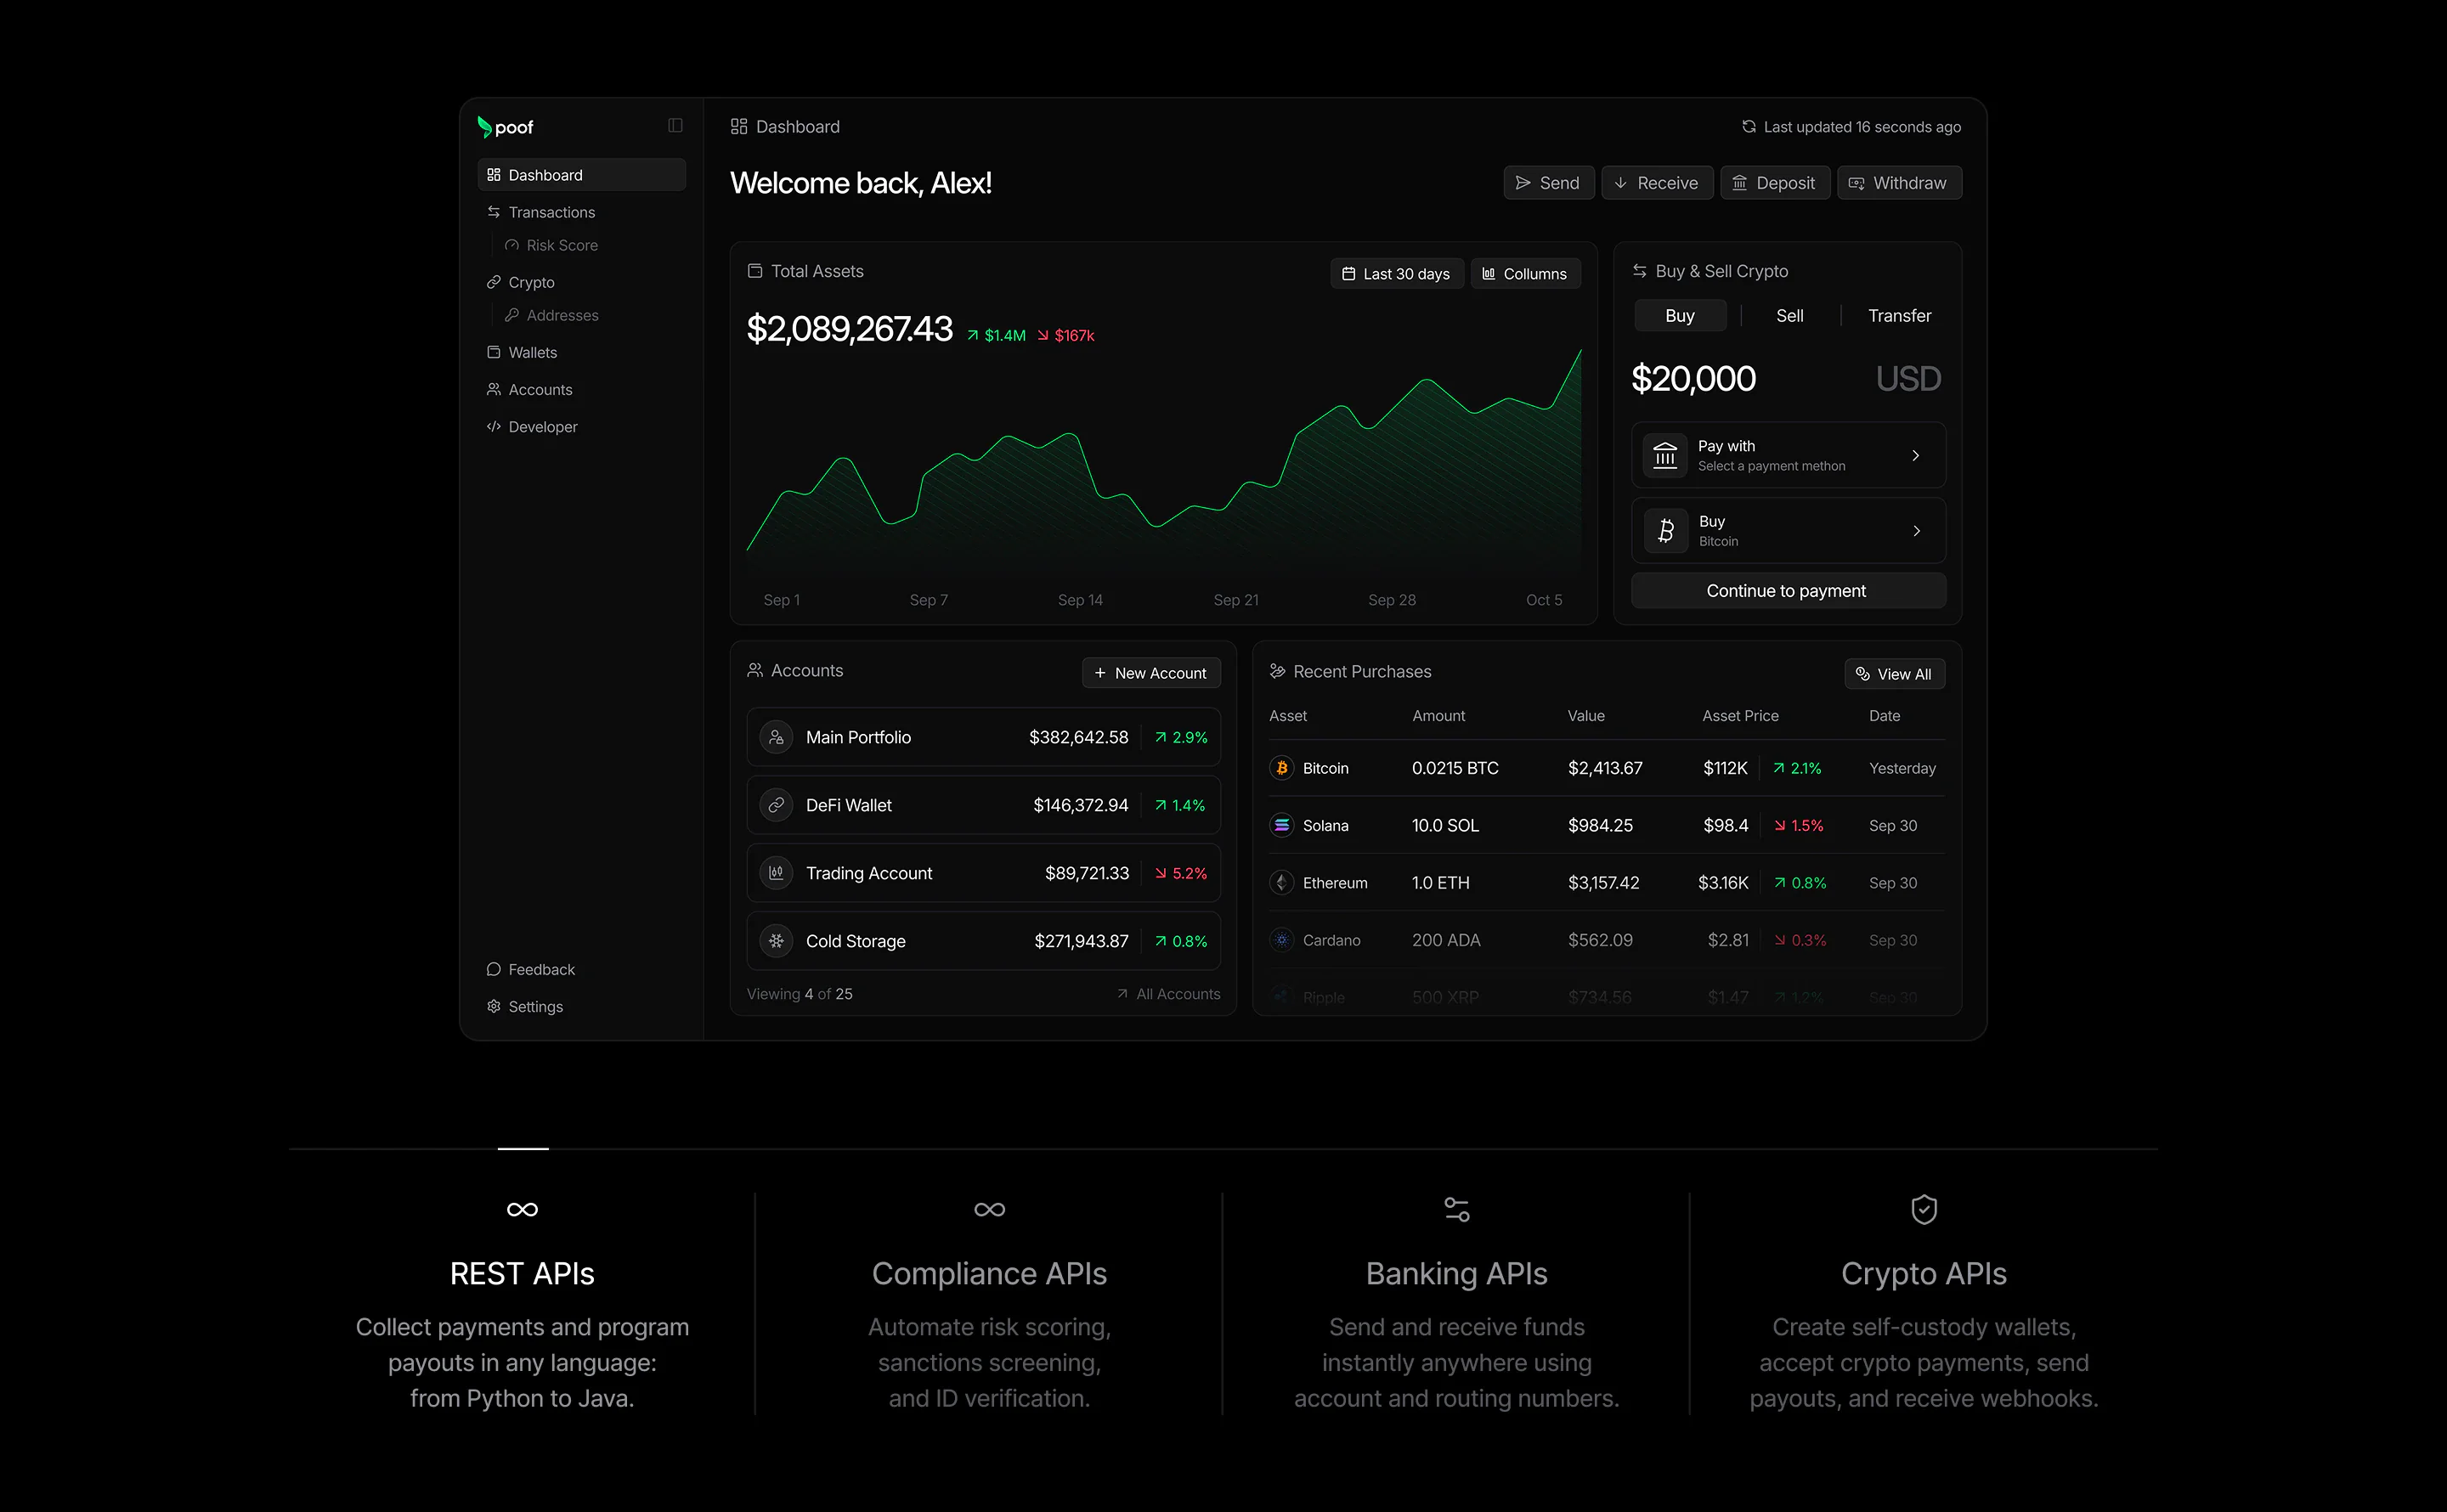 poof
Dashboard
Transactions
Risk Score
Crypto
Addresses
Wallets
Accounts
Developer
Feedback
Settings
Dashboard
Last updated 16 seconds ago
Welcome back, Alex!
Send
Receive
Deposit
Withdraw
Total Assets
Last 30 days
Collumns
$2,089,267.43 $1.4M $167k
Sep 1 Sep 7 Sep 14 Sep 21 Sep 28 Oct 5
Buy & Sell Crypto
Buy Sell Transfer
$20,000 USD
Pay with
Select a payment methon
Buy
Bitcoin
Continue to payment
Accounts
New Account
Main Portfolio $382,642.58 2.9%
DeFi Wallet $146,372.94 1.4%
Trading Account $89,721.33 5.2%
Cold Storage $271,943.87 0.8%
Viewing 4 of 25 All Accounts
Recent Purchases
View All
Asset Amount Value Asset Price Date
Bitcoin 0.0215 BTC $2,413.67 $112K 2.1% Yesterday
Solana 10.0 SOL $984.25 $98.4 1.5% Sep 30
Ethereum 1.0 ETH $3,157.42 $3.16K 0.8% Sep 30
Cardano 200 ADA $562.09 $2.81 0.3% Sep 30
Ripple 500 XRP $734.56 $1.47 1.2% Sep 30
REST APIs
Collect payments and program
payouts in any language:
from Python to Java.
Compliance APIs
Automate risk scoring,
sanctions screening,
and ID verification.
Banking APIs
Send and receive funds
instantly anywhere using
account and routing numbers.
Crypto APIs
Create self-custody wallets,
accept crypto payments, send
payouts, and receive webhooks.